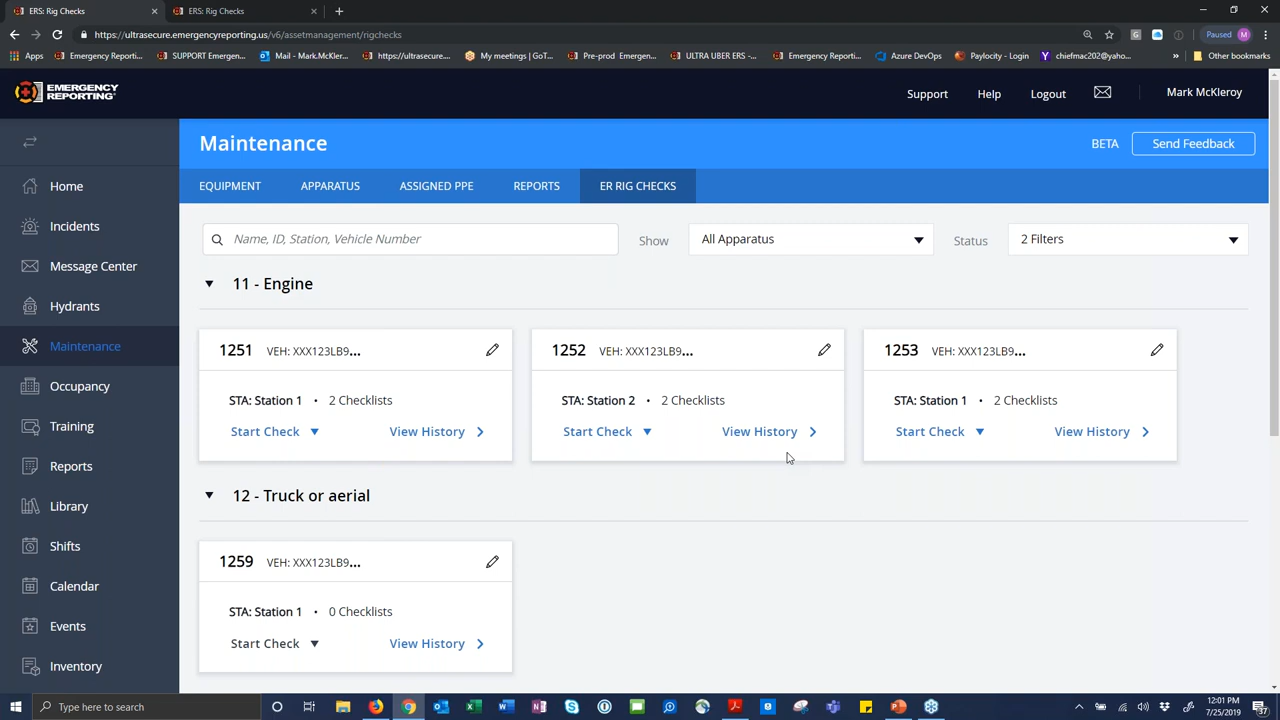 ERS: Rig Checks
ERS: Rig Checks
https://ultrasecure.emergencyreporting.us/v6/assetmanagement/rigchecks
Paused M
Apps
Emergency Reportin...
SUPPORT Emergenc...
Mail - Mark.McKler...
https://ultrasecure....
My meetings | GoT...
Pre-prod Emergen...
ULTRA UBER ERS -...
Emergency Reporti...
Azure DevOps
Paylocity - Login
chiefmac202@yaho...
»
Other bookmarks
EMERGENCY
REPORTING™
Support
Help
Logout
Mark McKleroy
Maintenance
BETA
Send Feedback
Home
Incidents
Message Center
Hydrants
Maintenance
Occupancy
Training
Reports
Library
Shifts
Calendar
Events
Inventory
EQUIPMENT
APPARATUS
ASSIGNED PPE
REPORTS
ER RIG CHECKS
Name, ID, Station, Vehicle Number
Show
All Apparatus
Status
2 Filters
11 - Engine
1251 VEH: XXX123LB9...
STA: Station 1 • 2 Checklists
Start Check
View History
1252 VEH: XXX123LB9...
STA: Station 2 • 2 Checklists
Start Check
View History
1253 VEH: XXX123LB9...
STA: Station 1 • 2 Checklists
Start Check
View History
12 - Truck or aerial
1259 VEH: XXX123LB9...
STA: Station 1 • 0 Checklists
Start Check
View History
Type here to search
12:01 PM
7/25/2019
37